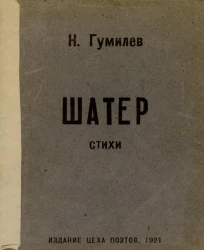 Н. Гумилев
ШАТЕР
СТИХИ
ИЗДАНИЕ ЦЕХА ПОЭТОВ, 1921